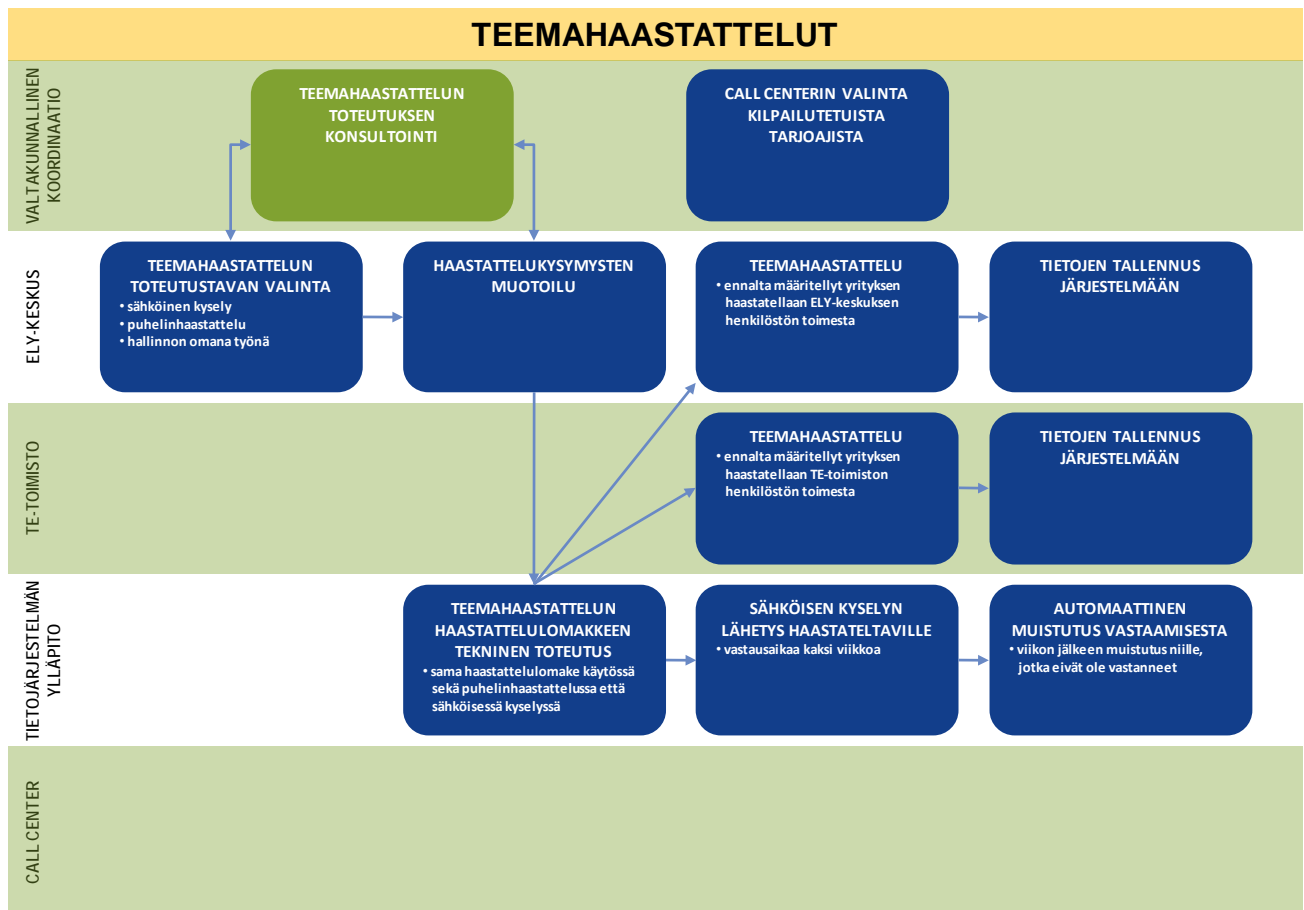 TEEMAHAASTATTELUT
VALTAKUNNALLINEN
KOORDINAATIO
TEEMAHAASTATTELUN
TOTEUTUKSEN
KONSULTOINTI
CALL CENTERIN VALINTA
KILPAILUTETUISTA
TARJOAJISTA
ELY-KESKUS
TEEMAHAASTATTELUN
TOTEUTUSTAVAN VALINTA
• sähköinen kysely
• puhelinhaastattelu
• hallinnon omana työnä
HAASTATTELUKYSYMYSTEN
MUOTOILU
TEEMAHAASTATTELU
• ennalta määritellyt yrityksen
haastatellaan ELY-keskuksen
henkilöstön toimesta
TIETOJEN TALLENNUS
JÄRJESTELMÄÄN
TE-TOIMISTO
TEEMAHAASTATTELU
• ennalta määritellyt yrityksen
haastatellaan TE-toimiston
henkilöstön toimesta
TIETOJEN TALLENNUS
JÄRJESTELMÄÄN
TIETOJÄRJESTELMÄN
YLLÄPITO
TEEMAHAASTATTELUN
HAASTATTELULOMAKKEEN
TEKNINEN TOTEUTUS
• sama haastattelulomake käytössä
sekä puhelinhaastattelussa että
sähköisessä kyselyssä
SÄHKÖISEN KYSELYN
LÄHETYS HAASTATELTAVILLE
• vastausaikaa kaksi viikkoa
AUTOMAATTINEN
MUISTUTUS VASTAAMISESTA
• viikon jälkeen muistutus niille,
jotka eivät ole vastanneet
CALL CENTER